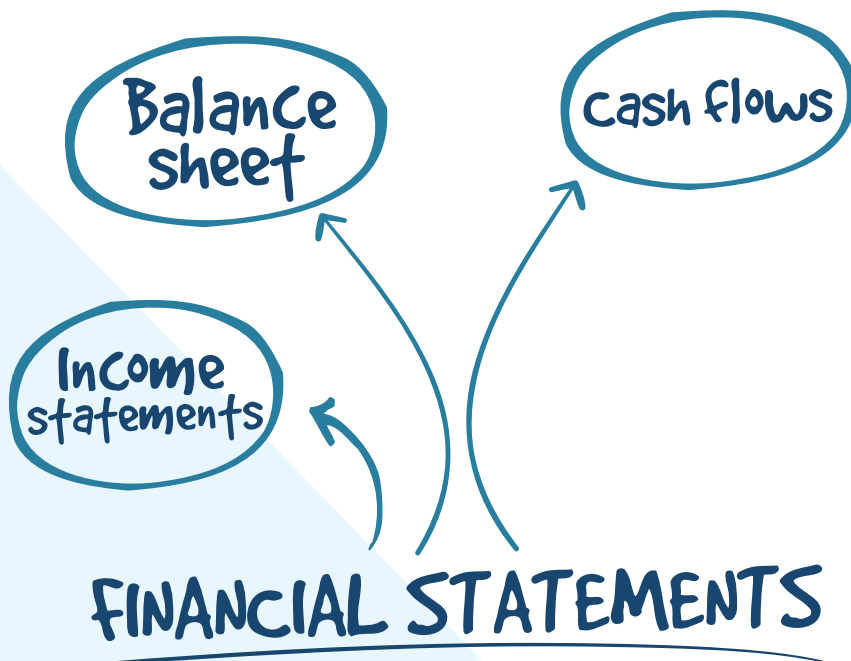 Balance
sheet
cash flows
Income
statements
FINANCIAL STATEMENTS